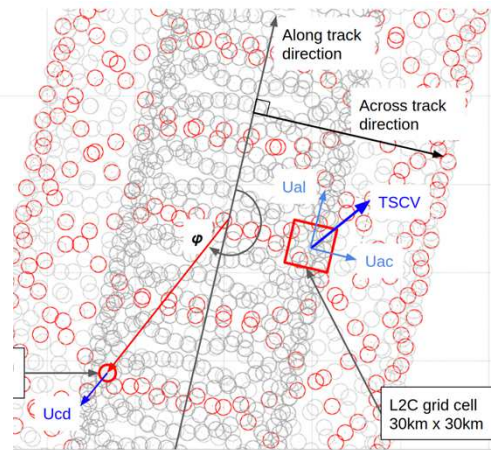 Along track
direction
Across track
direction
Ual
TSCV
Uac
φ
Ucd
L2C grid cell
30km x 30km